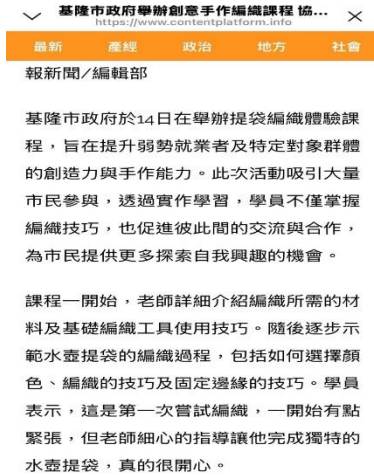 基隆市政府舉辦創意手作編織課程 協...
https://www.contentplatform.info
最新 產經 政治 地方 社會
報新聞/編輯部
基隆市政府於14日在舉辦提袋編織體驗課
程，旨在提升弱勢就業者及特定對象群體
的創造力與手作能力。此次活動吸引大量
市民參與，透過實作學習，學員不僅掌握
編織技巧，也促進彼此間的交流與合作，
為市民提供更多探索自我興趣的機會。
課程一開始，老師詳細介紹編織所需的材
料及基礎編織工具使用技巧。隨後逐步示
範水壺提袋的編織過程，包括如何選擇顏
色、編織的技巧及固定邊緣的技巧。學員
表示，這是第一次嘗試編織，一開始有點
緊張，但老師細心的指導讓他完成獨特的
水壺提袋，真的很開心。